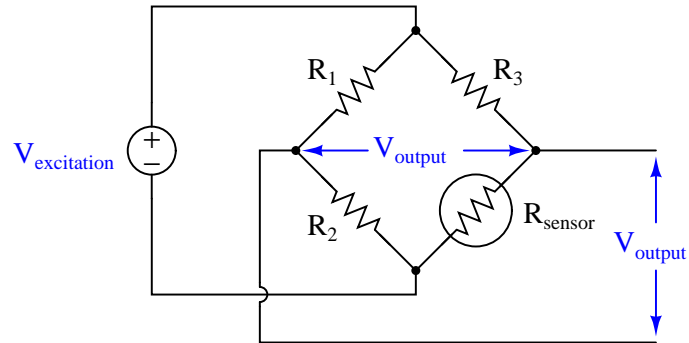 R1
R3
Voutput
Vexcitation
+
−
R2
Rsensor
Voutput